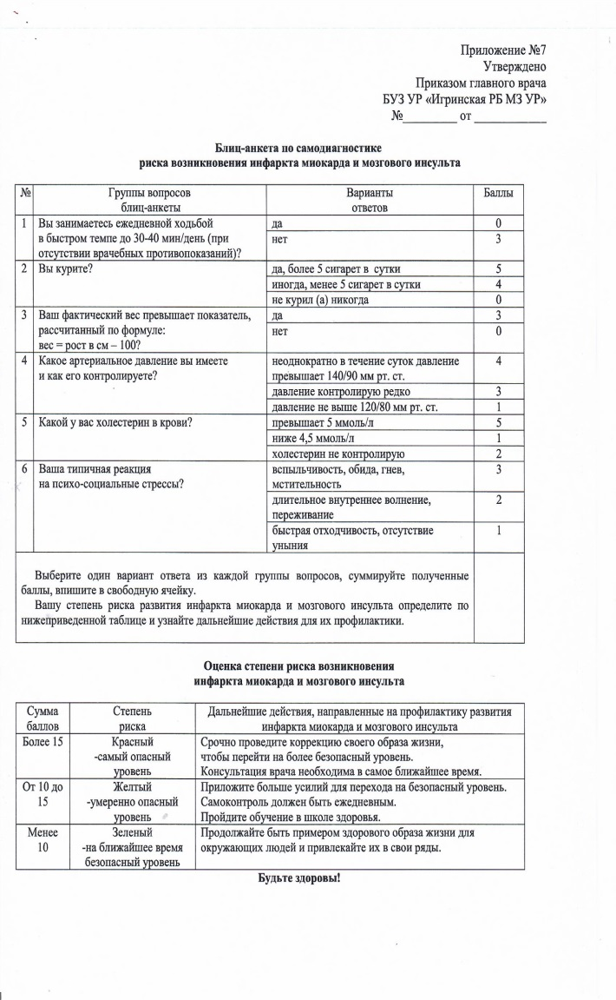 Приложение №7
Утверждено
Приказом главного врача
БУЗ УР «Игринская РБ МЗ УР»
№_________ от ____________
Блиц-анкета по самодиагностике
риска возникновения инфаркта миокарда и мозгового инсульта
№ Группы вопросов Варианты Баллы
блиц-анкеты ответов
1 Вы занимаетесь ежедневной ходьбой да 0
в быстром темпе до 30-40 мин/день (при нет 3
отсутствии врачебных противопоказаний)?
2 Вы курите? да, более 5 сигарет в сутки 5
иногда, менее 5 сигарет в сутки 4
не курил (а) никогда 0
3 Ваш фактический вес превышает показатель, да 3
рассчитанный по формуле: нет 0
вес = рост в см – 100?
4 Какое артериальное давление вы имеете неоднократно в течение суток давление 4
и как его контролируете? превышает 140/90 мм рт. ст.
давление контролирую редко 3
давление не выше 120/80 мм рт. ст. 1
5 Какой у вас холестерин в крови? превышает 5 ммоль/л 5
ниже 4,5 ммоль/л 1
холестерин не контролирую 2
6 Ваша типичная реакция вспыльчивость, обида, гнев, 3
на психо-социальные стрессы? мстительность
длительное внутреннее волнение, 2
переживание
быстрая отходчивость, отсутствие 1
уныния
Выберите один вариант ответа из каждой группы вопросов, суммируйте полученные
баллы, впишите в свободную ячейку.
Вашу степень риска развития инфаркта миокарда и мозгового инсульта определите по
нижеприведенной таблице и узнайте дальнейшие действия для их профилактики.
Оценка степени риска возникновения
инфаркта миокарда и мозгового инсульта
Сумма Степень Дальнейшие действия, направленные на профилактику развития
баллов риска инфаркта миокарда и мозгового инсульта
Более 15 Красный Срочно проведите коррекцию своего образа жизни,
-самый опасный чтобы перейти на более безопасный уровень.
уровень Консультация врача необходима в самое ближайшее время.
От 10 до Желтый Приложите больше усилий для перехода на безопасный уровень.
15 -умеренно опасный Самоконтроль должен быть ежедневным.
уровень Пройдите обучение в школе здоровья.
Менее Зеленый Продолжайте быть примером здорового образа жизни для
10 -на ближайшее время окружающих людей и привлекайте их в свои ряды.
безопасный уровень
Будьте здоровы!